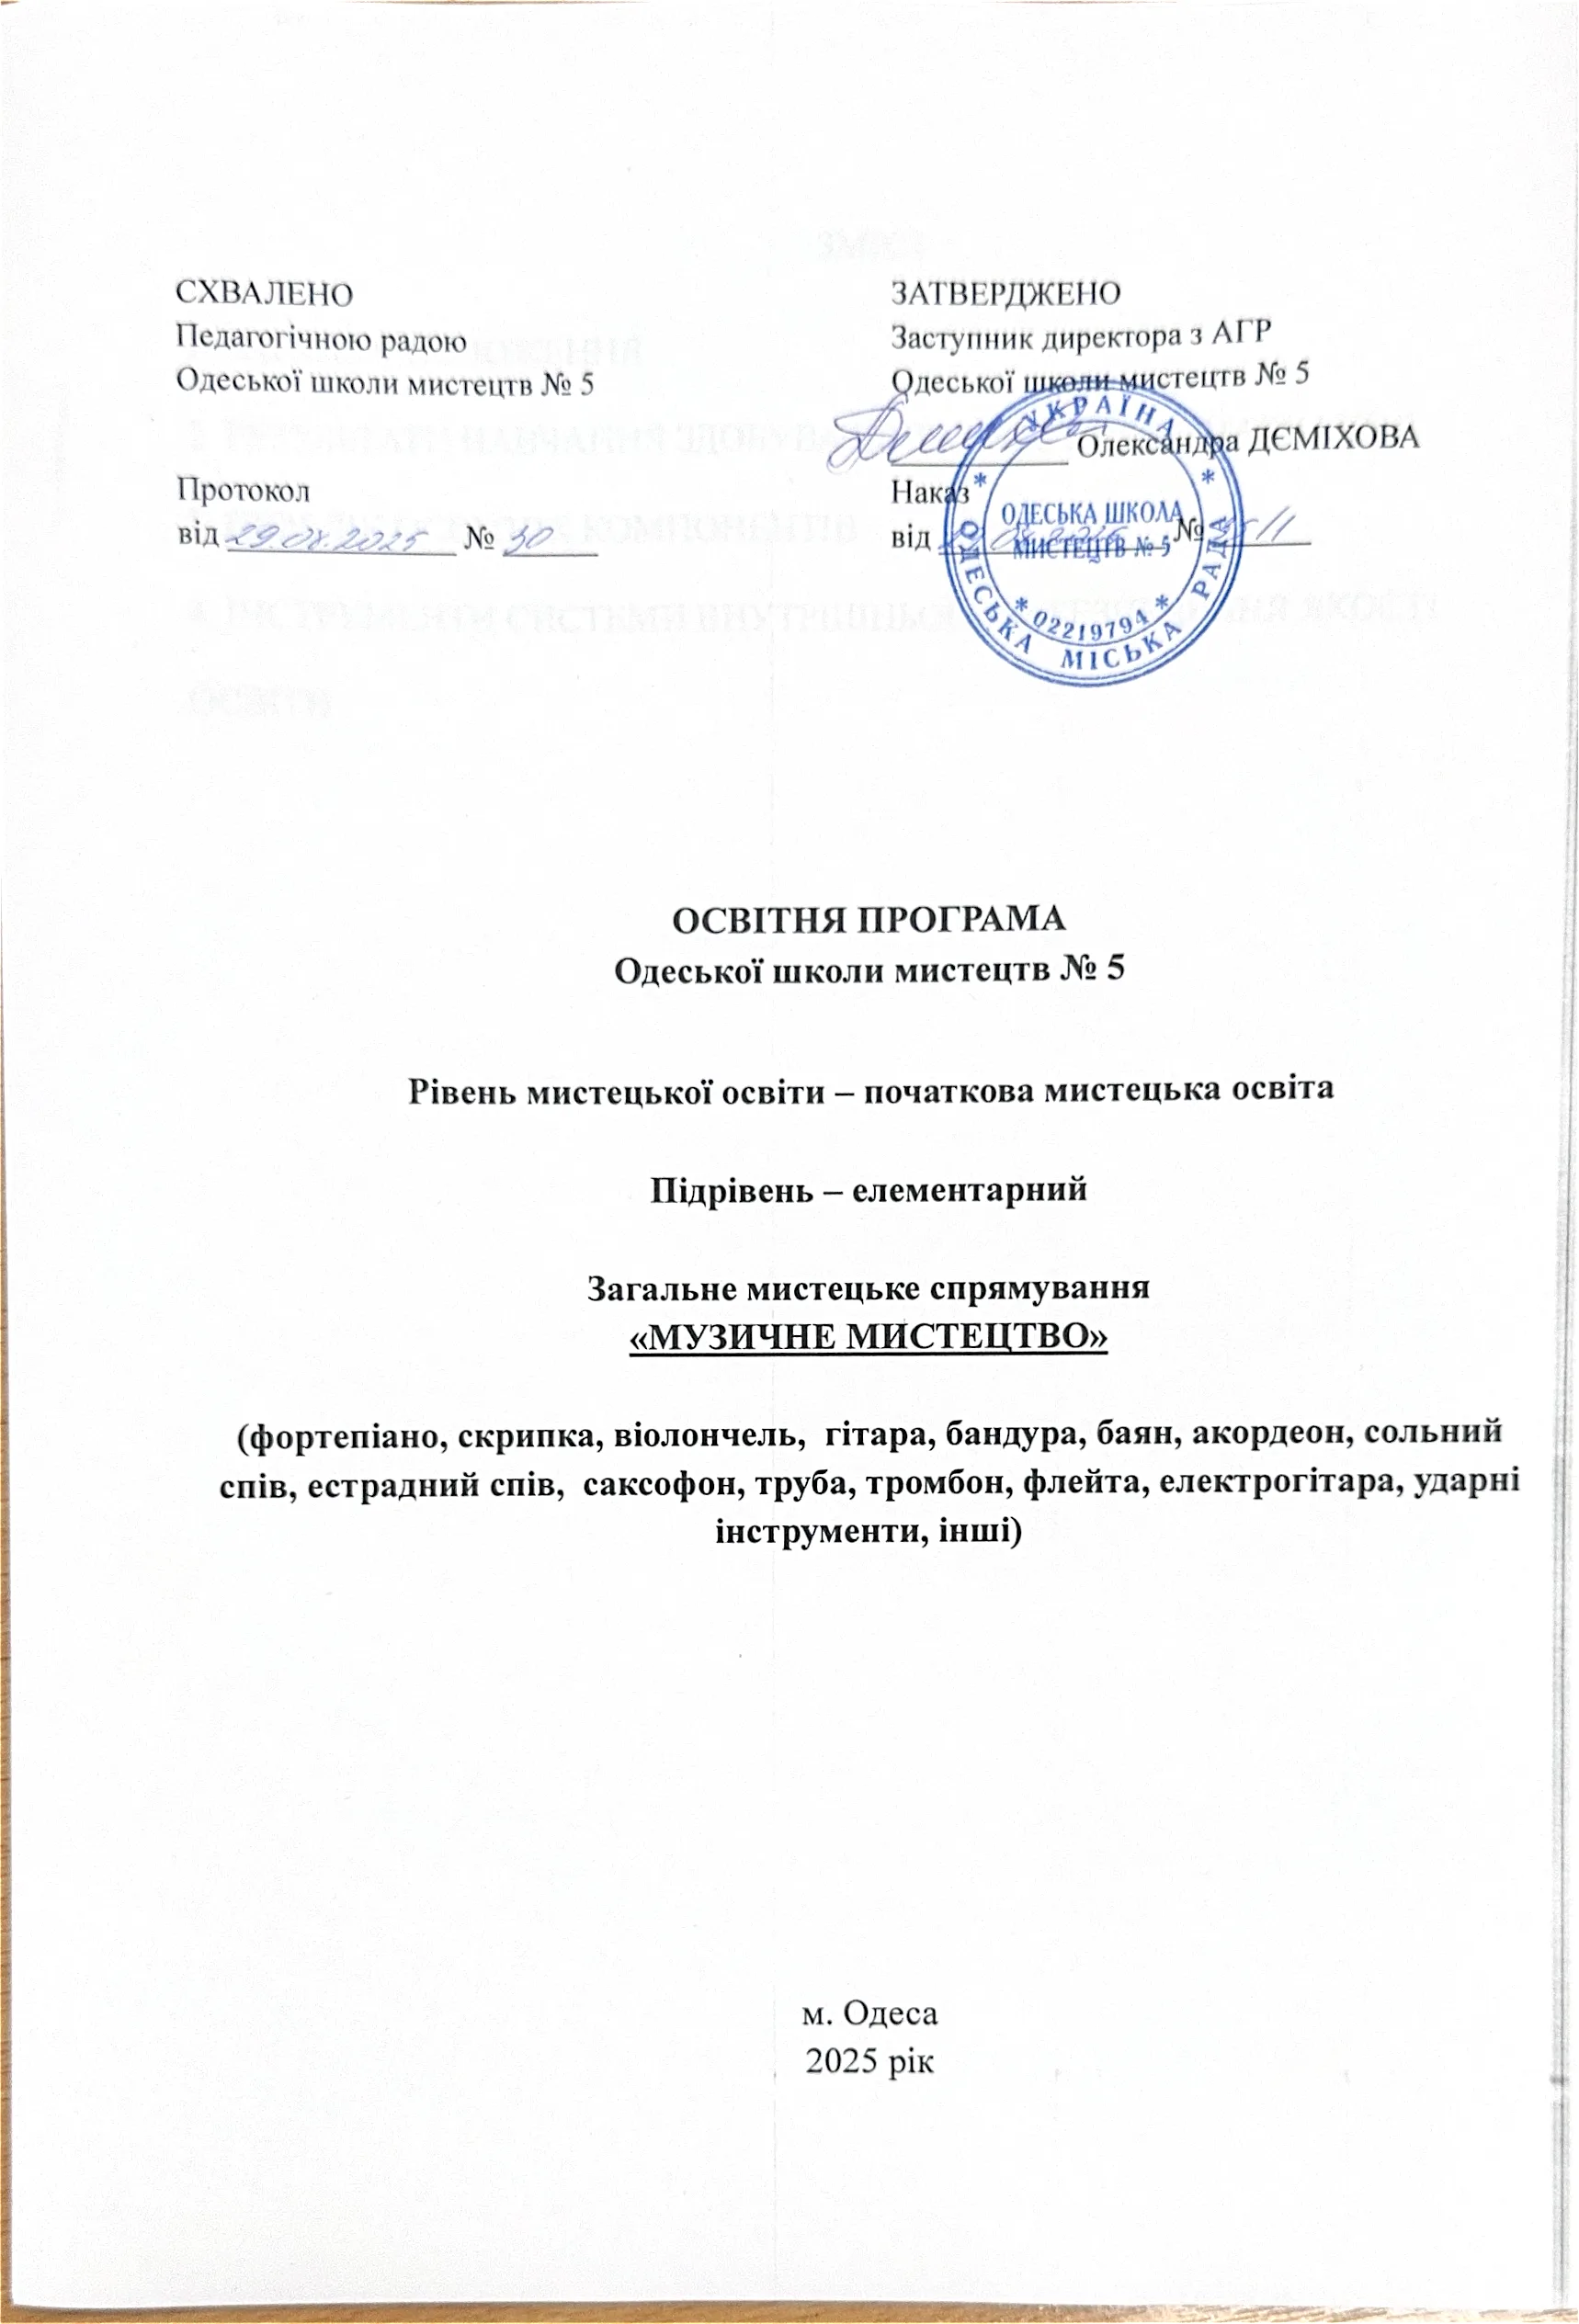 СХВАЛЕНО
Педагогічною радою
Одеської школи мистецтв № 5
Протокол
від 29.08.2025 № 30
ЗАТВЕРДЖЕНО
Заступник директора з АГР
Одеської школи мистецтв № 5
Олександра ДЄМІХОВА
Наказ
від №
УКРАЇНА
ОДЕСЬКА МІСЬКА РАДА
ОДЕСЬКА ШКОЛА
МИСТЕЦТВ № 5
* 02219794 *
ОСВІТНЯ ПРОГРАМА
Одеської школи мистецтв № 5
Рівень мистецької освіти – початкова мистецька освіта
Підрівень – елементарний
Загальне мистецьке спрямування
«МУЗИЧНЕ МИСТЕЦТВО»
(фортепіано, скрипка, віолончель, гітара, бандура, баян, акордеон, сольний
спів, естрадний спів, саксофон, труба, тромбон, флейта, електрогітара, ударні
інструменти, інші)
м. Одеса
2025 рік